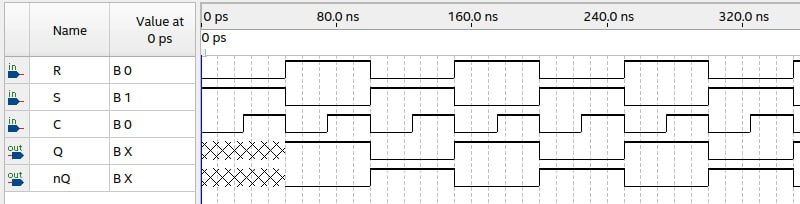 Name Value at 0 ps
0 ps 80.0 ns 160.0 ns 240.0 ns 320.0 ns
0 ps
in R B 0
in S B 1
in C B 0
out Q B X
out nQ B X